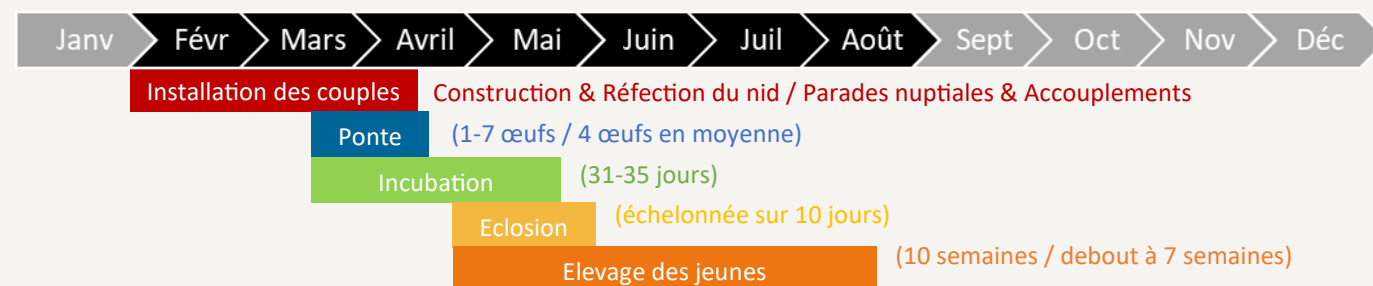 Janv Févr Mars Avril Mai Juin Juil Août Sept Oct Nov Déc
Installation des couples Construction & Réfection du nid / Parades nuptiales & Accouplements
Ponte (1-7 œufs / 4 œufs en moyenne)
Incubation (31-35 jours)
Eclosion (échelonnée sur 10 jours)
Elevage des jeunes (10 semaines / debout à 7 semaines)